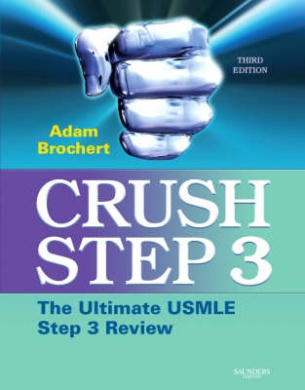 THIRD
EDITION
Adam
Brochert
CRUSH
STEP 3
The Ultimate USMLE
Step 3 Review
SAUNDERS